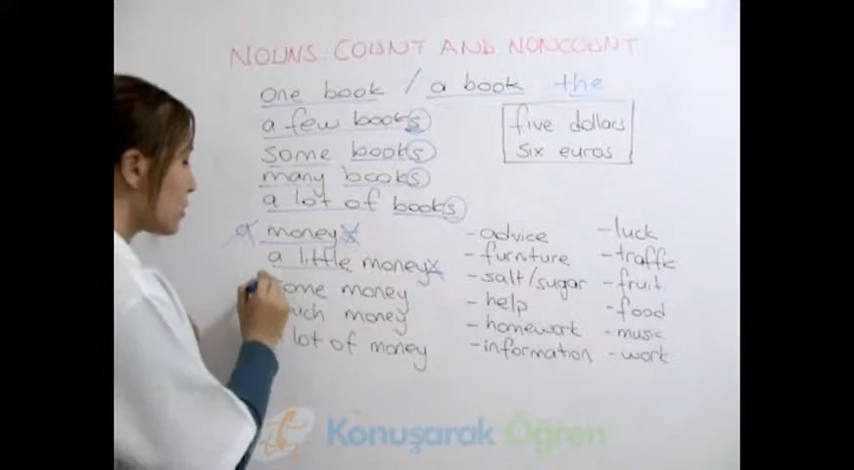 NOUNS COUNT AND NONCOUNT
one book / a book the
a few books
some books
many books
a lot of books
five dollars
six euros
a money
a little money
some money
much money
lot of money
- advice
- furnture
- salt/sugar
- help
- homework
- information
- luck
- traffic
- fruit
- food
- music
- work
Konuşarak Öğren